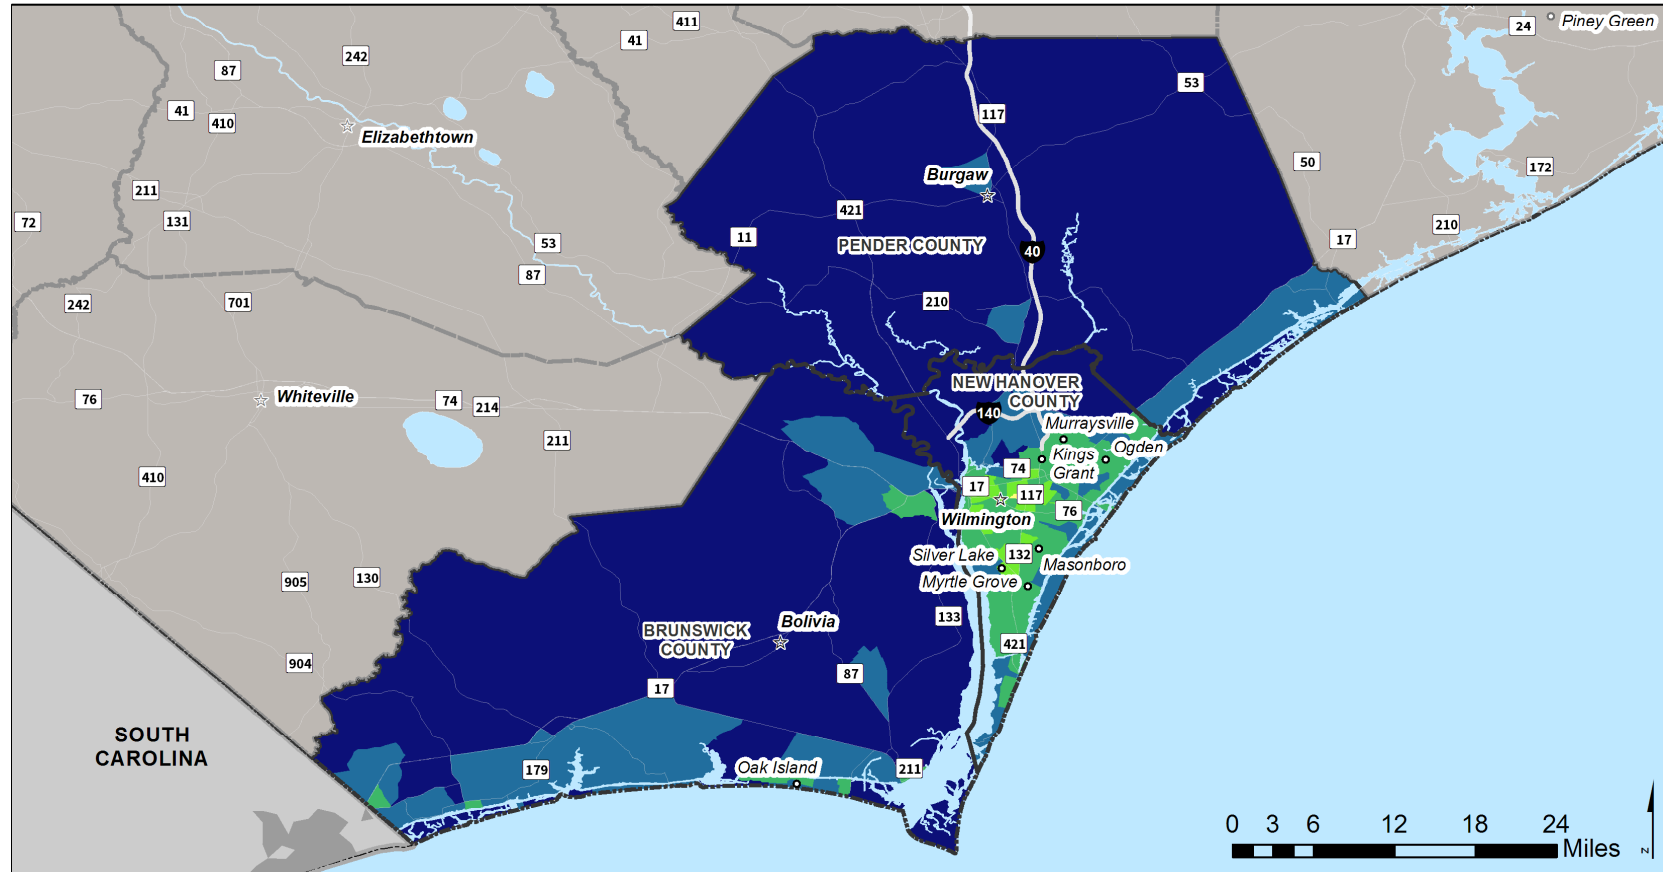 411
24
Piney Green
41
242
87
53
41
410
117
Elizabethtown
50
172
Burgaw
211
421
131
72
210
11
53
17
PENDER COUNTY
40
87
242
701
210
NEW HANOVER
COUNTY
76
Whiteville
74
214
140
Murraysville
211
Ogden
Kings
Grant
74
410
17
117
76
Wilmington
Silver Lake
132
Masonboro
905
130
Myrtle Grove
133
Bolivia
BRUNSWICK
COUNTY
421
904
87
17
SOUTH
CAROLINA
179
Oak Island
211
0 3 6 12 18 24
Miles
N